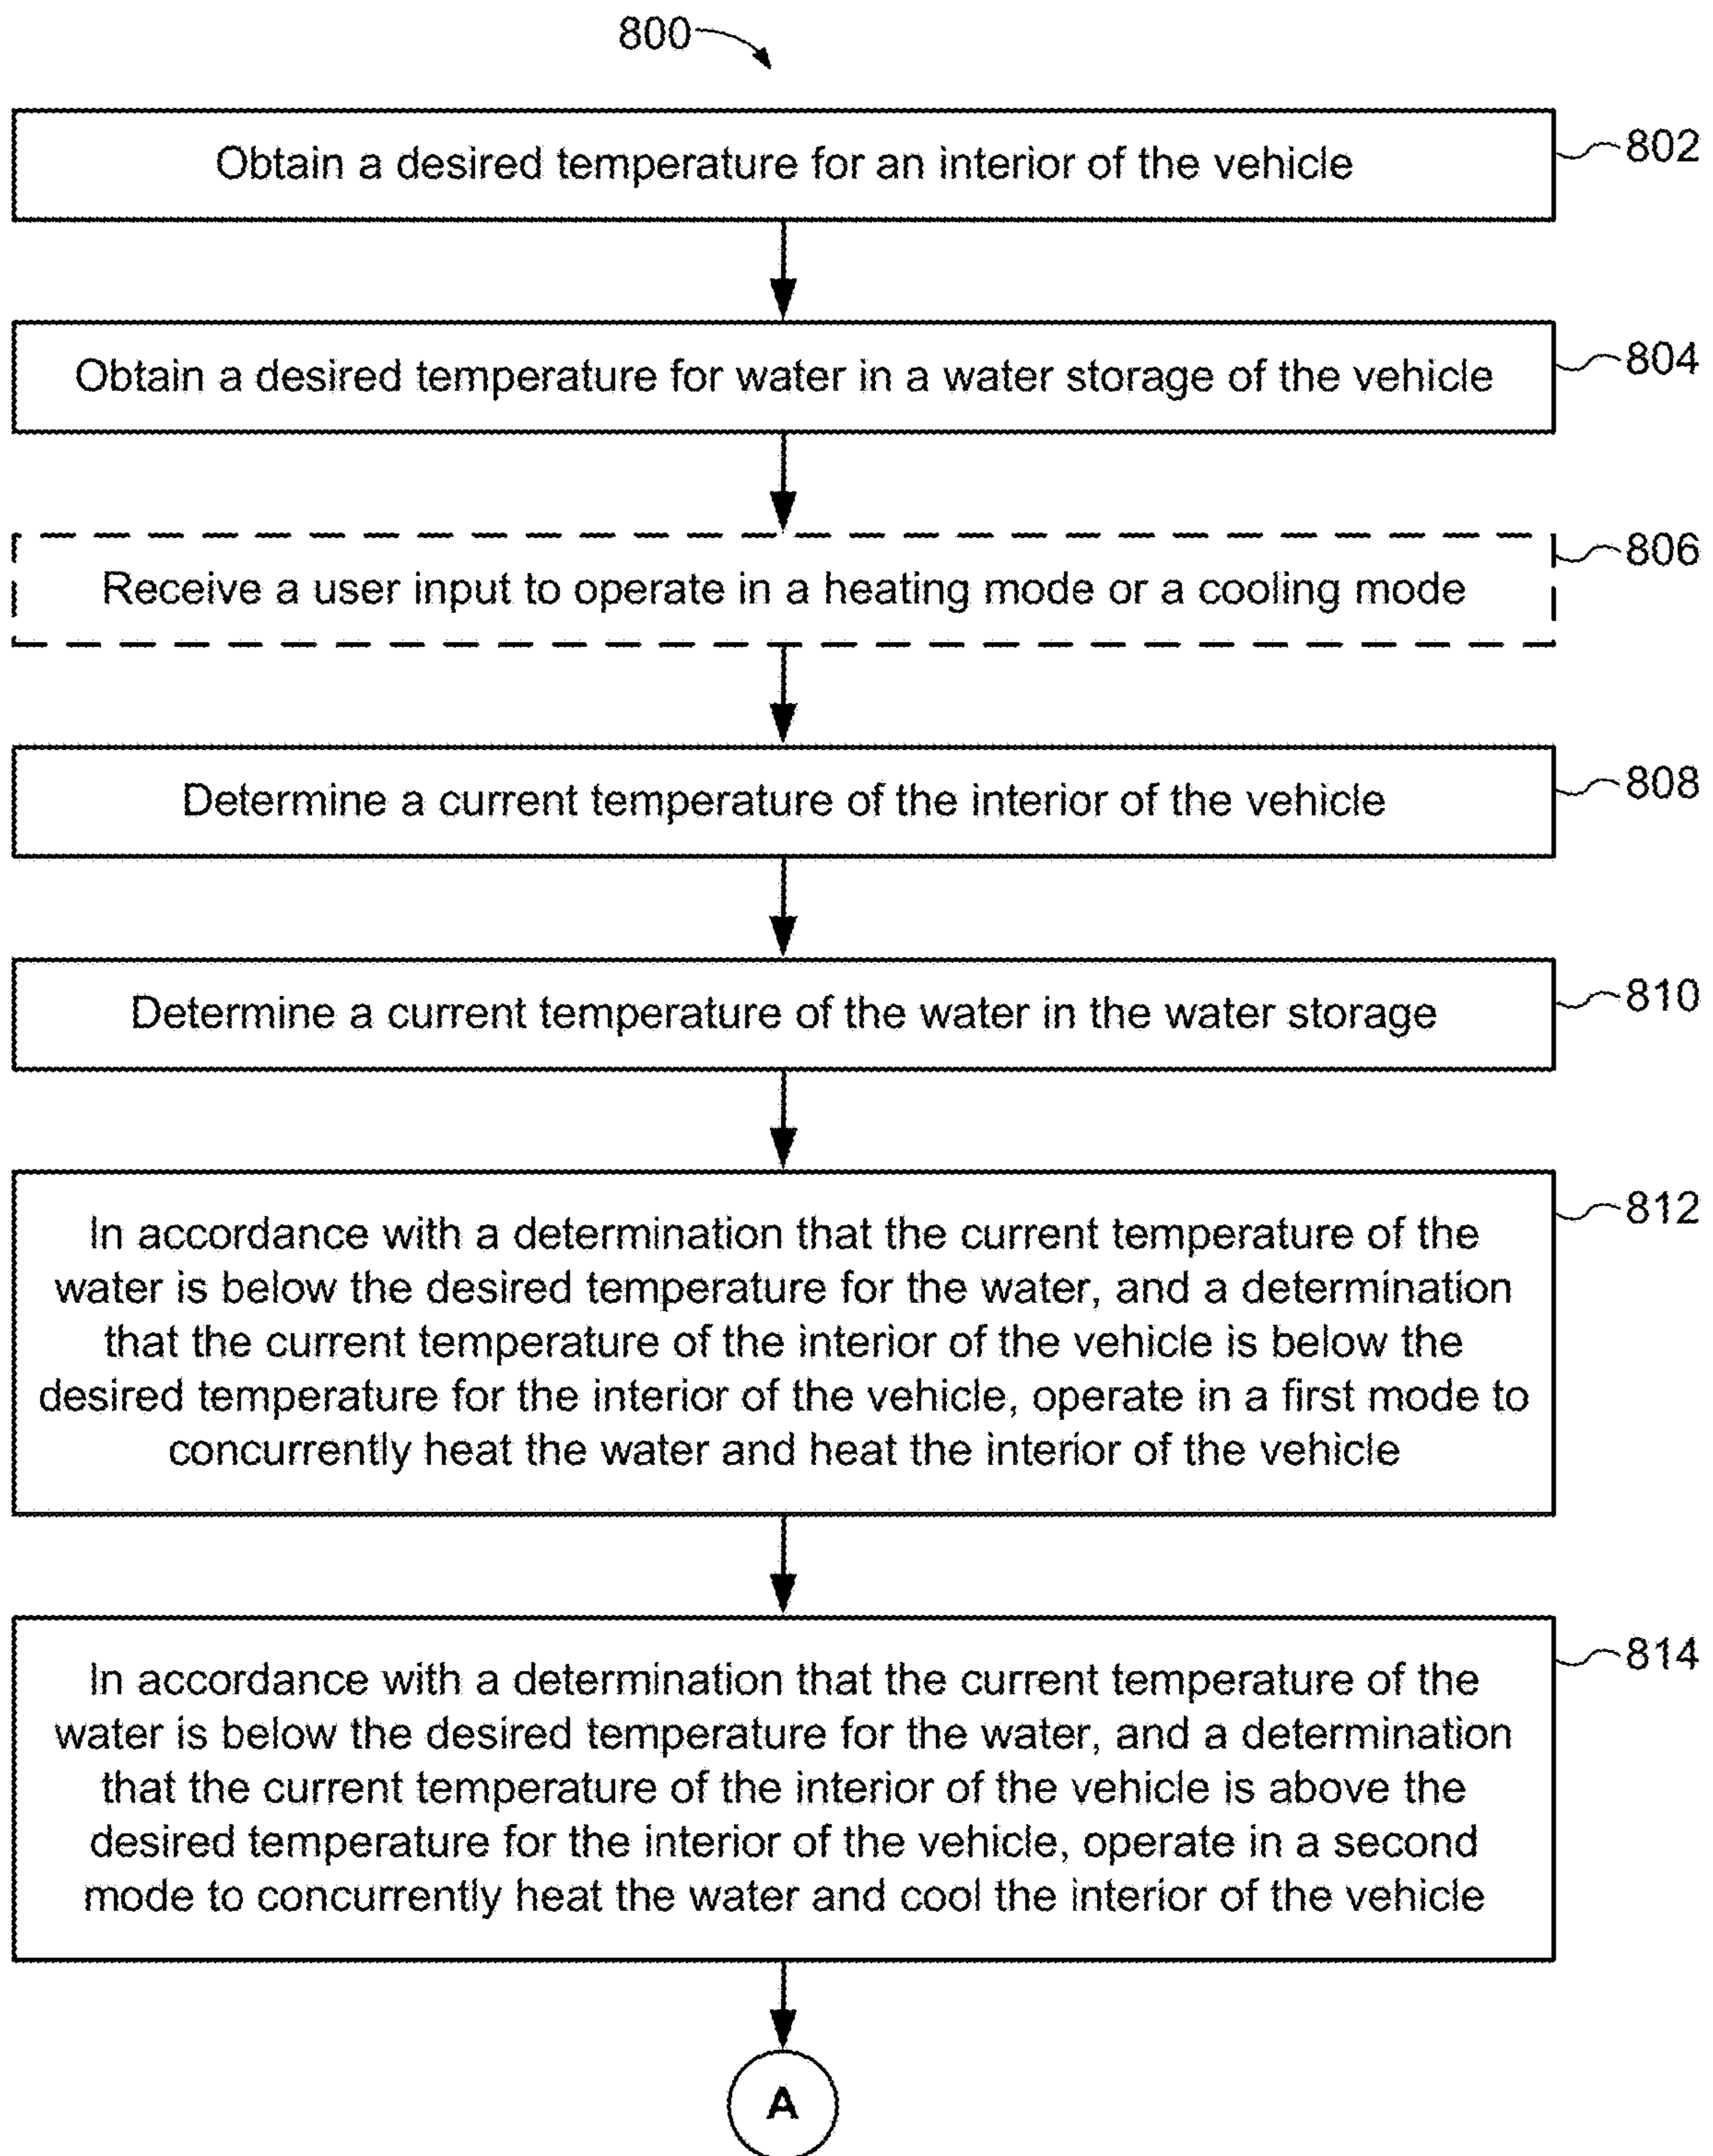 800
Obtain a desired temperature for an interior of the vehicle
802
Obtain a desired temperature for water in a water storage of the vehicle
804
Receive a user input to operate in a heating mode or a cooling mode
806
Determine a current temperature of the interior of the vehicle
808
Determine a current temperature of the water in the water storage
810
In accordance with a determination that the current temperature of the
water is below the desired temperature for the water, and a determination
that the current temperature of the interior of the vehicle is below the
desired temperature for the interior of the vehicle, operate in a first mode to
concurrently heat the water and heat the interior of the vehicle
812
In accordance with a determination that the current temperature of the
water is below the desired temperature for the water, and a determination
that the current temperature of the interior of the vehicle is above the
desired temperature for the interior of the vehicle, operate in a second
mode to concurrently heat the water and cool the interior of the vehicle
814
A